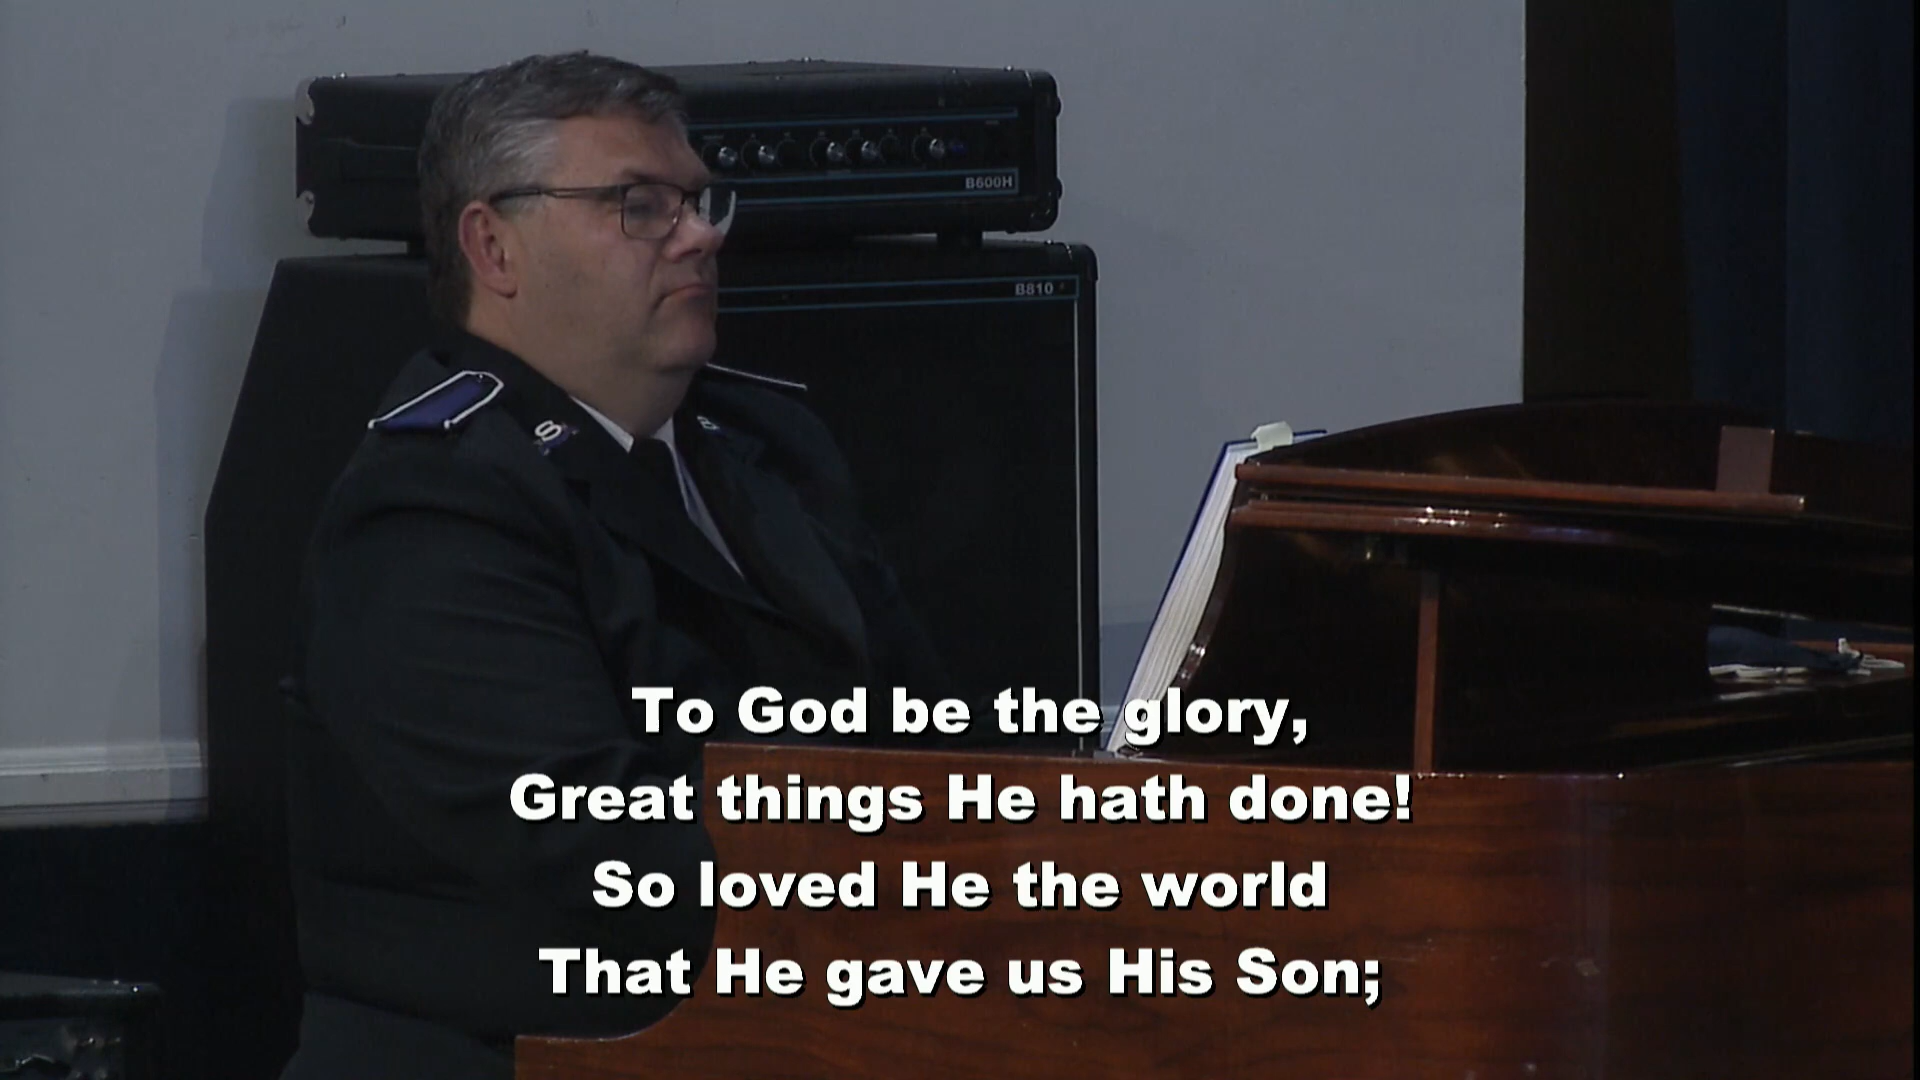 B600H
B810
S
To God be the glory,
Great things He hath done!
So loved He the world
That He gave us His Son;